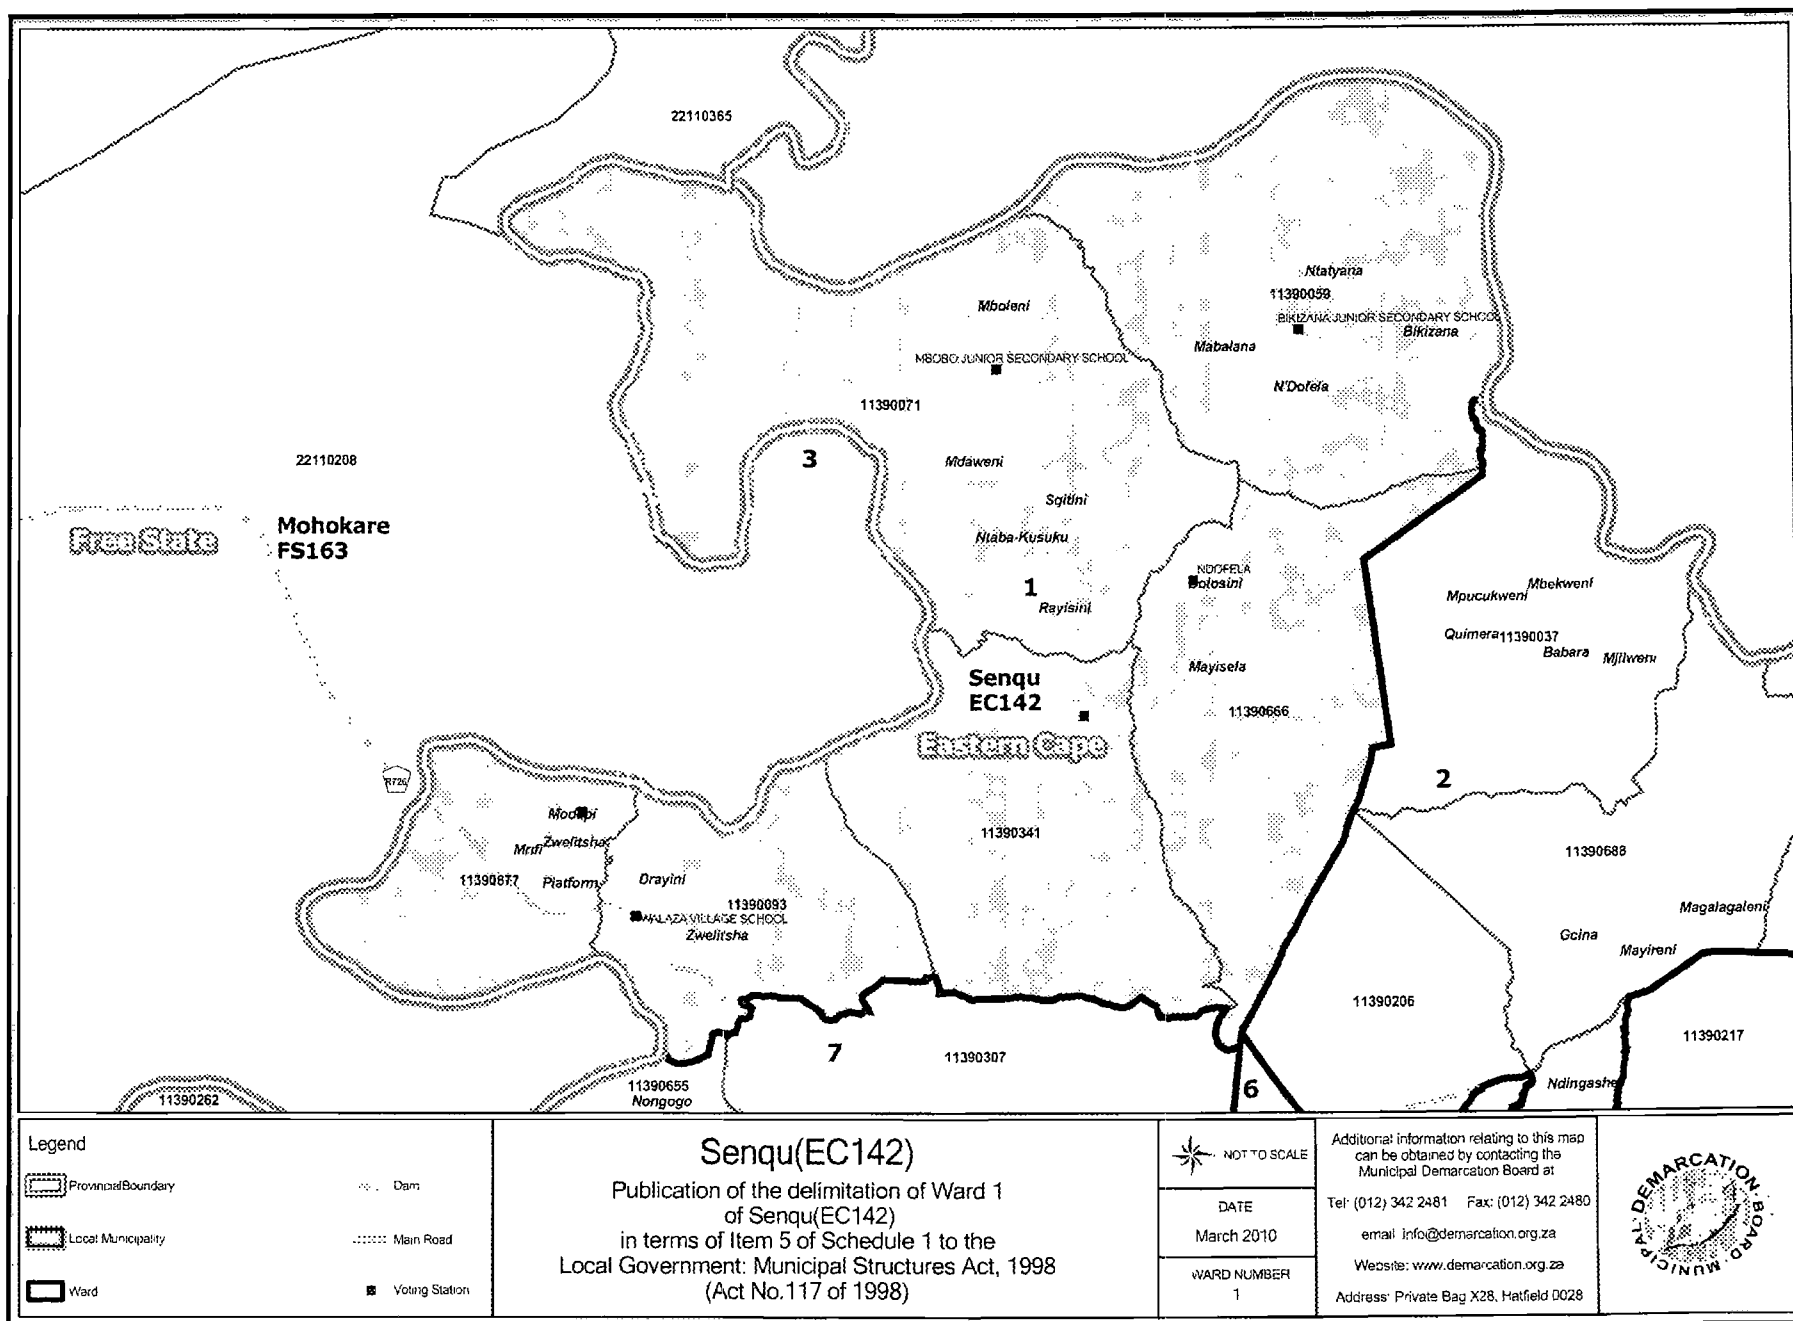 22110365
Ntatyana
11390059
Mboleni
BIKIZANA JUNIOR SECONDARY SCHOOL
Bikizana
Mabalana
MBOBO JUNIOR SECONDARY SCHOOL
N'Dofela
11390071
3
22110208
Mdaweni
Sgitini
Free State
Mohokare
FS163
Ntaba-Kusuku
NDOFELA
Dolosini
1
Rayisini
Mpucukweni
Mbekweni
Quimera
11390037
Babara
Mjilweni
Mayisela
Senqu
EC142
11390666
Eastern Cape
2
R726
Zwelitsha
Mrifi
11390341
11390688
11390877
Platform
Drayini
11390093
WALAZA VILLAGE SCHOOL
Zwelitsha
Magalagaleni
Gcina
Mayireni
11390206
11390217
7
11390307
6
11390655
Nongogo
11390262
Ndingashe
Legend
Provincial Boundary
Local Municipality
Ward
Dam
Main Road
Voting Station
Senqu(EC142)
Publication of the delimitation of Ward 1
of Senqu(EC142)
in terms of Item 5 of Schedule 1 to the
Local Government: Municipal Structures Act, 1998
(Act No.117 of 1998)
NOT TO SCALE
DATE
March 2010
WARD NUMBER
1
Additional information relating to this map
can be obtained by contacting the
Municipal Demarcation Board at
Tel: (012) 342 2481 Fax: (012) 342 2480
email: info@demarcation.org.za
Website: www.demarcation.org.za
Address: Private Bag X28, Hatfield 0028
MUNICIPAL DEMARCATION BOARD